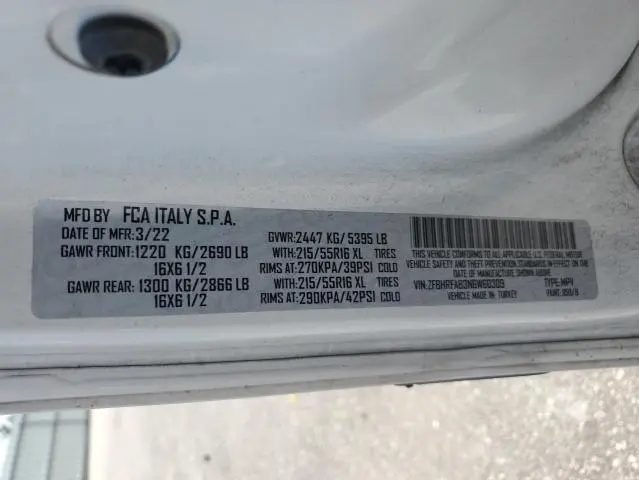 MFD BY FCA ITALY S.P.A.
DATE OF MFR: 3/22
GVWR: 2447 KG/5395 LB
GAWR FRONT: 1220 KG/2690 LB
WITH: 215/55R16 XL TIRES
16X6 1/2
RIMS AT: 270KPA/39PSI COLD
GAWR REAR: 1300 KG/2866 LB
WITH: 215/55R16 XL TIRES
16X6 1/2
RIMS AT: 290KPA/42PSI COLD
THIS VEHICLE CONFORMS TO ALL APPLICABLE U.S.FEDERAL MOTOR
VEHICLE SAFETY AND THEFT PREVENTION STANDARDS IN EFFECT ON
THE DATE OF MANUFACTURE SHOWN ABOVE
VIN: ZFBHRFAB3N6W60309 TYPE: MPV
VEHICLE MADE IN: TURKEY PAINT: